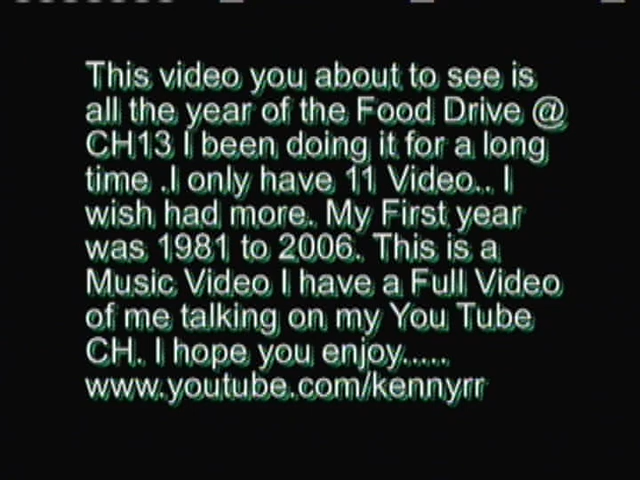 This video you about to see is
all the year of the Food Drive @
CH13 I been doing it for a long
time .I only have 11 Video.. I
wish had more. My First year
was 1981 to 2006. This is a
Music Video I have a Full Video
of me talking on my You Tube
CH. I hope you enjoy.....
www.youtube.com/kennyrr